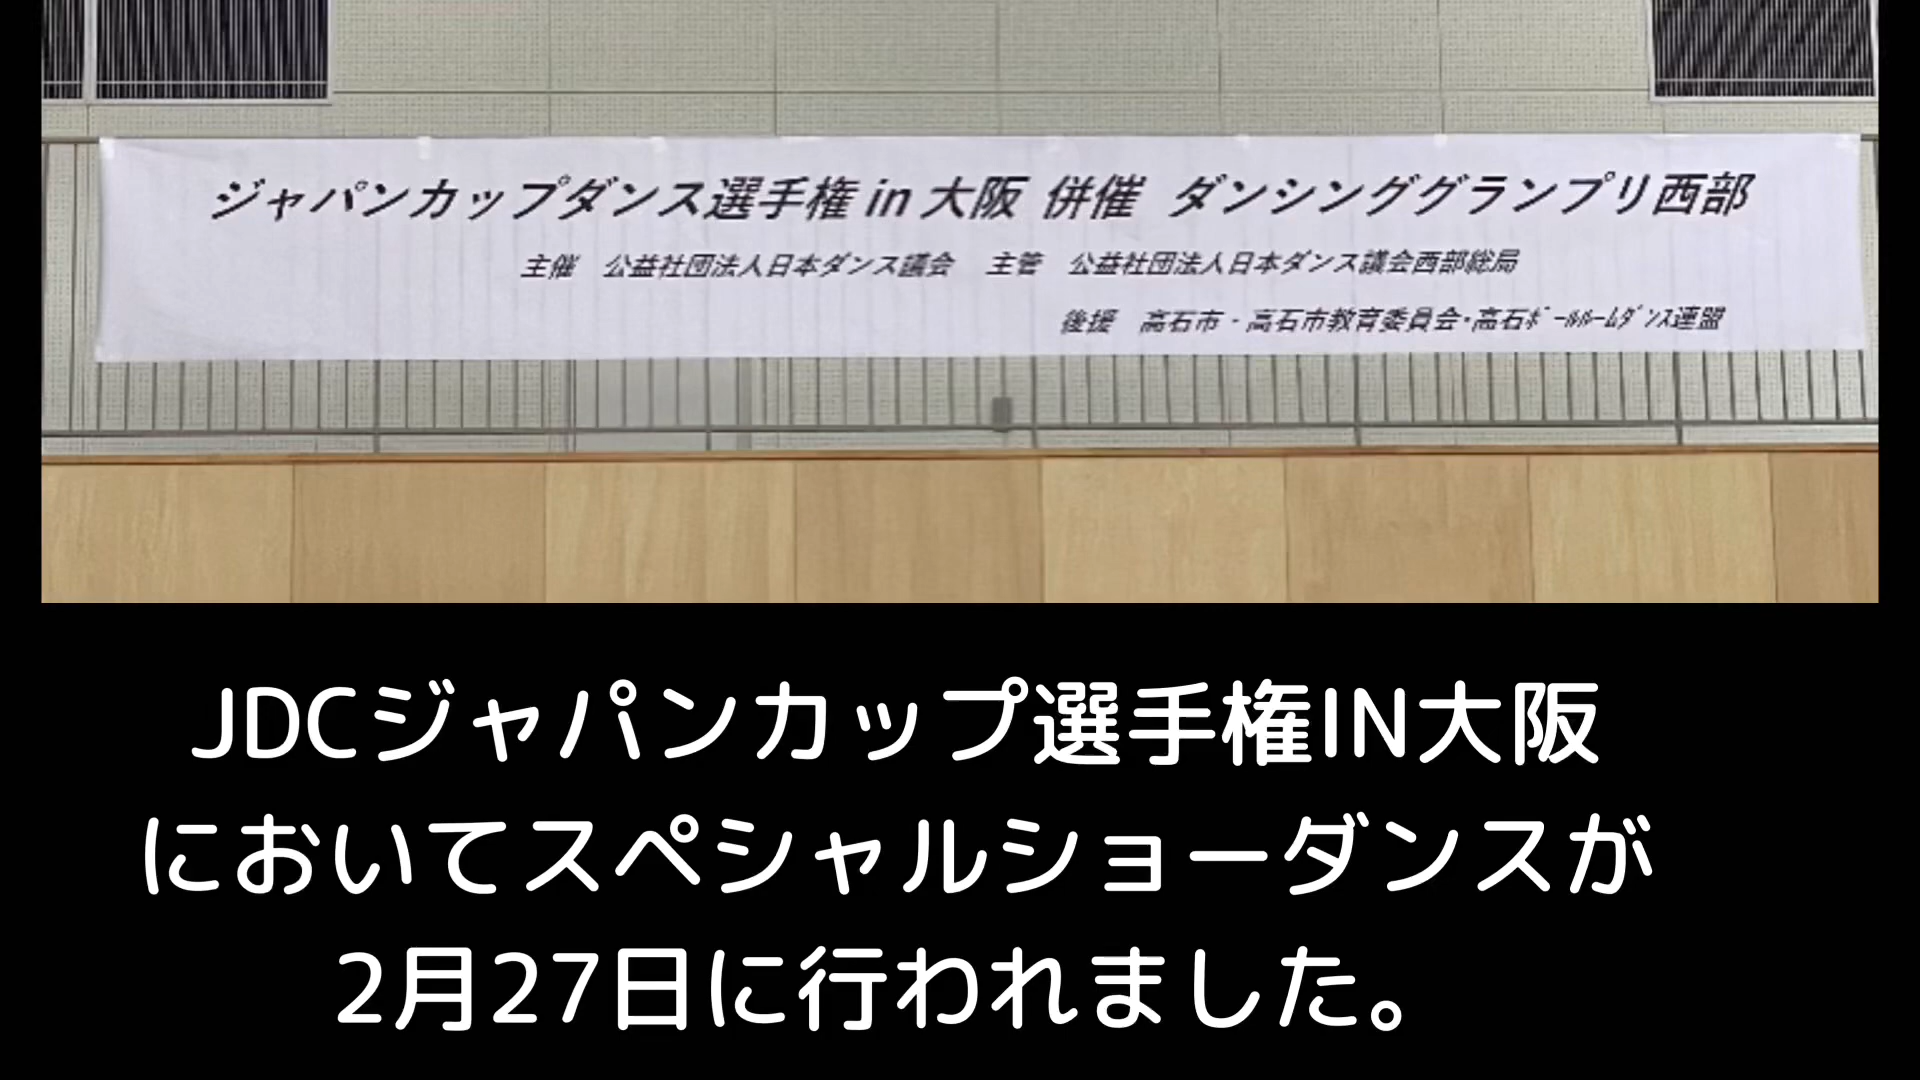 ジャパンカップダンス選手権 in 大阪 併催 ダンシンググランプリ西部
主催 公益社団法人日本ダンス議会 主管 公益社団法人日本ダンス議会西部総局
後援 高石市・高石市教育委員会・高石ﾎﾞｰﾙﾙｰﾑﾀﾞﾝｽ連盟
JDCジャパンカップ選手権IN大阪
においてスペシャルショーダンスが
2月27日に行われました。